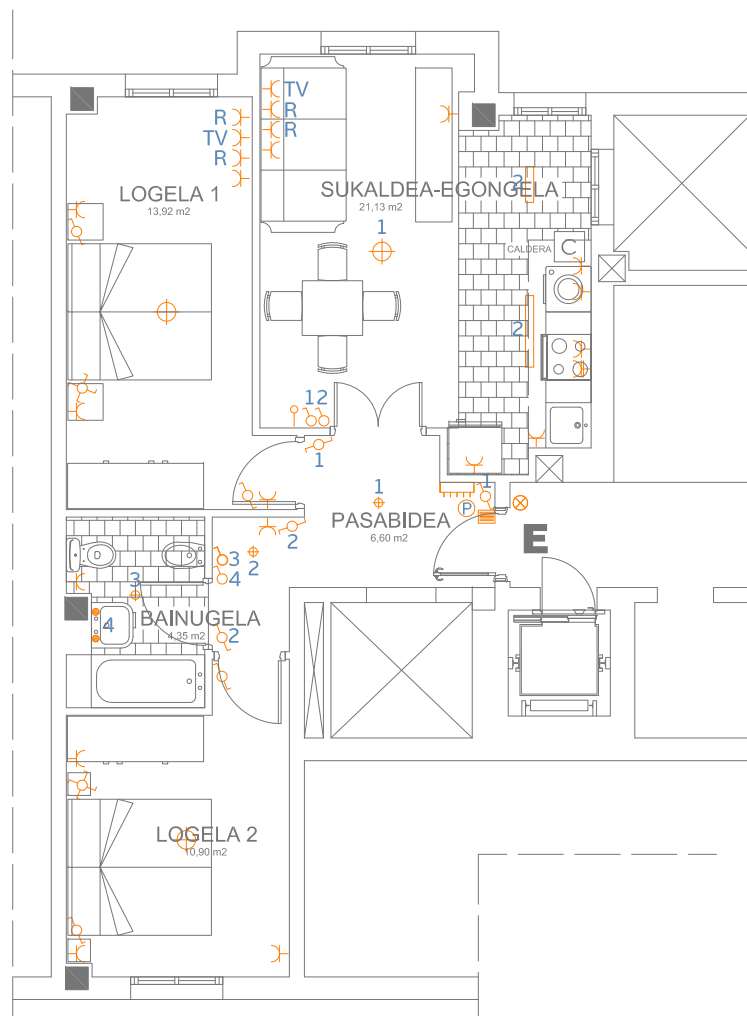 TV
R
R
R
TV
R
LOGELA 1
13,92 m2
SUKALDEA-EGONGELA
21,13 m2
2
1
CALDERA
C
2
12
1
1
1
P
PASABIDEA
6,60 m2
E
2
2
3
4
3
BAINUGELA
4,35 m2
4
2
LOGELA 2
10,90 m2